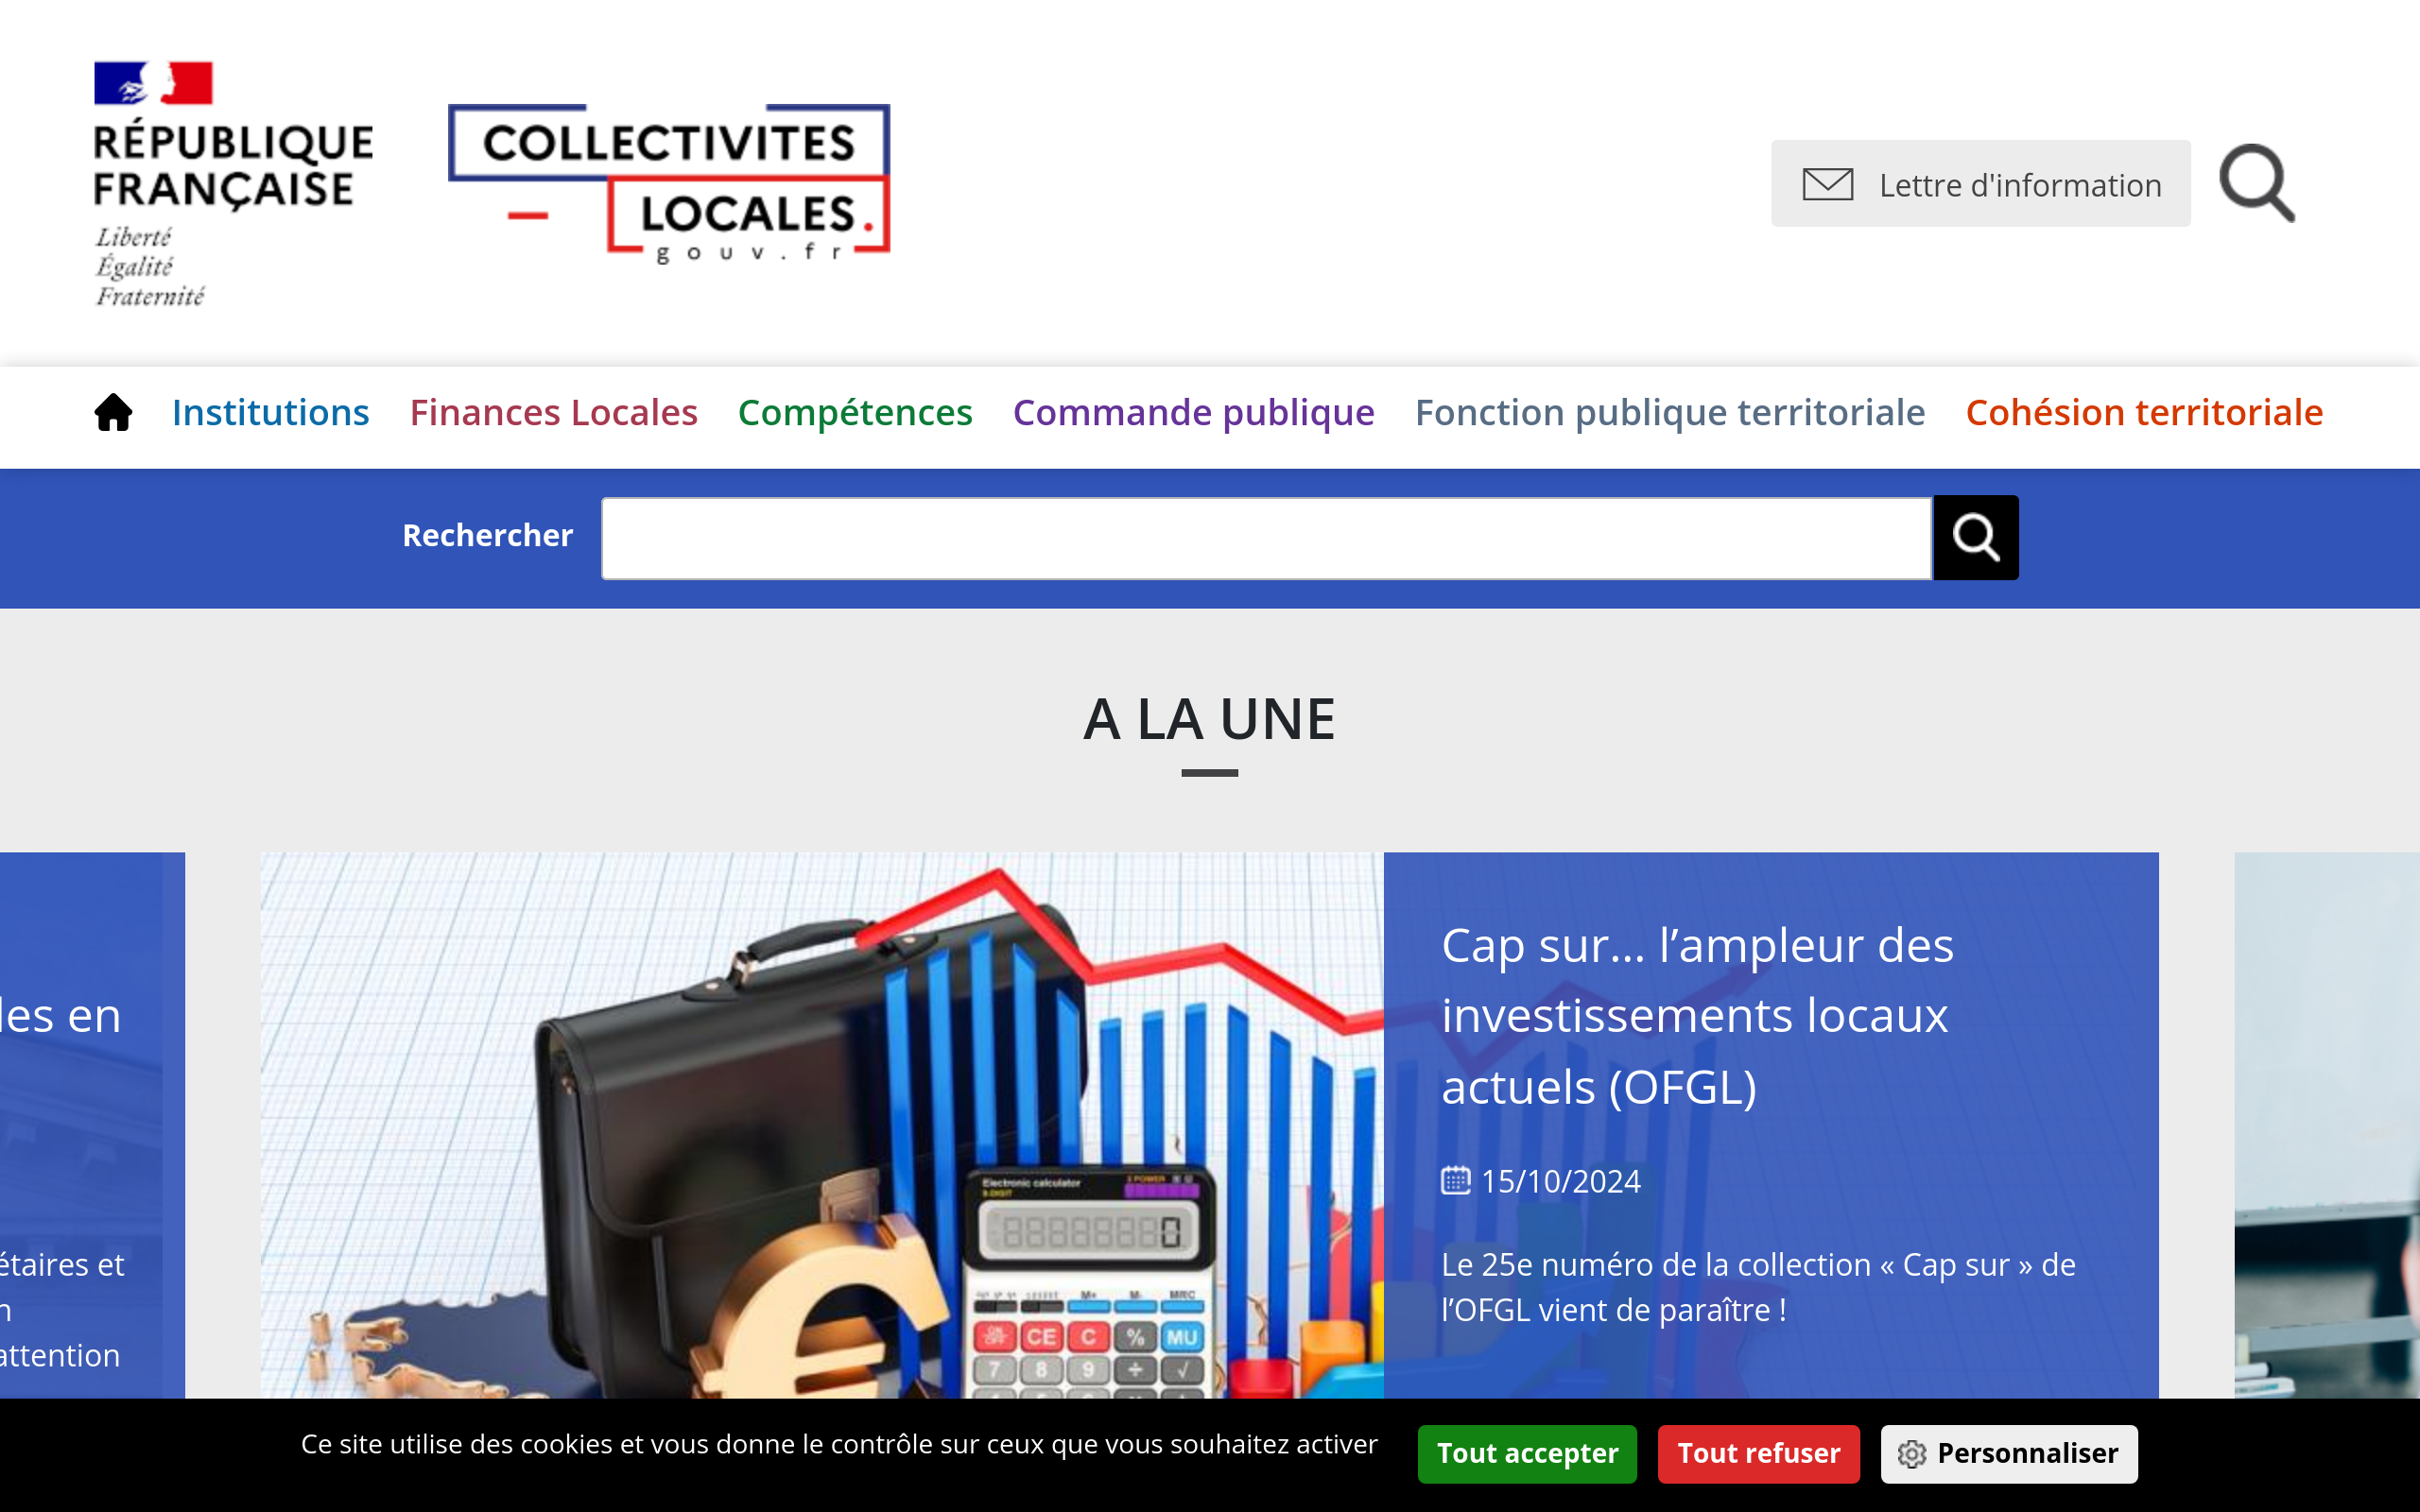 RÉPUBLIQUE
FRANÇAISE
Liberté
Égalité
Fraternité
COLLECTIVITES
LOCALES.
gouv.fr
Lettre d'information
Institutions Finances Locales Compétences Commande publique Fonction publique territoriale Cohésion territoriale
Rechercher
A LA UNE
les en
étaires et
n
attention
Electronic calculator
M+ M- MRC
CE C % MU
7 8 9 ÷ √
Cap sur... l’ampleur des
investissements locaux
actuels (OFGL)
15/10/2024
Le 25e numéro de la collection « Cap sur » de
l’OFGL vient de paraître !
Ce site utilise des cookies et vous donne le contrôle sur ceux que vous souhaitez activer
Tout accepter Tout refuser Personnaliser